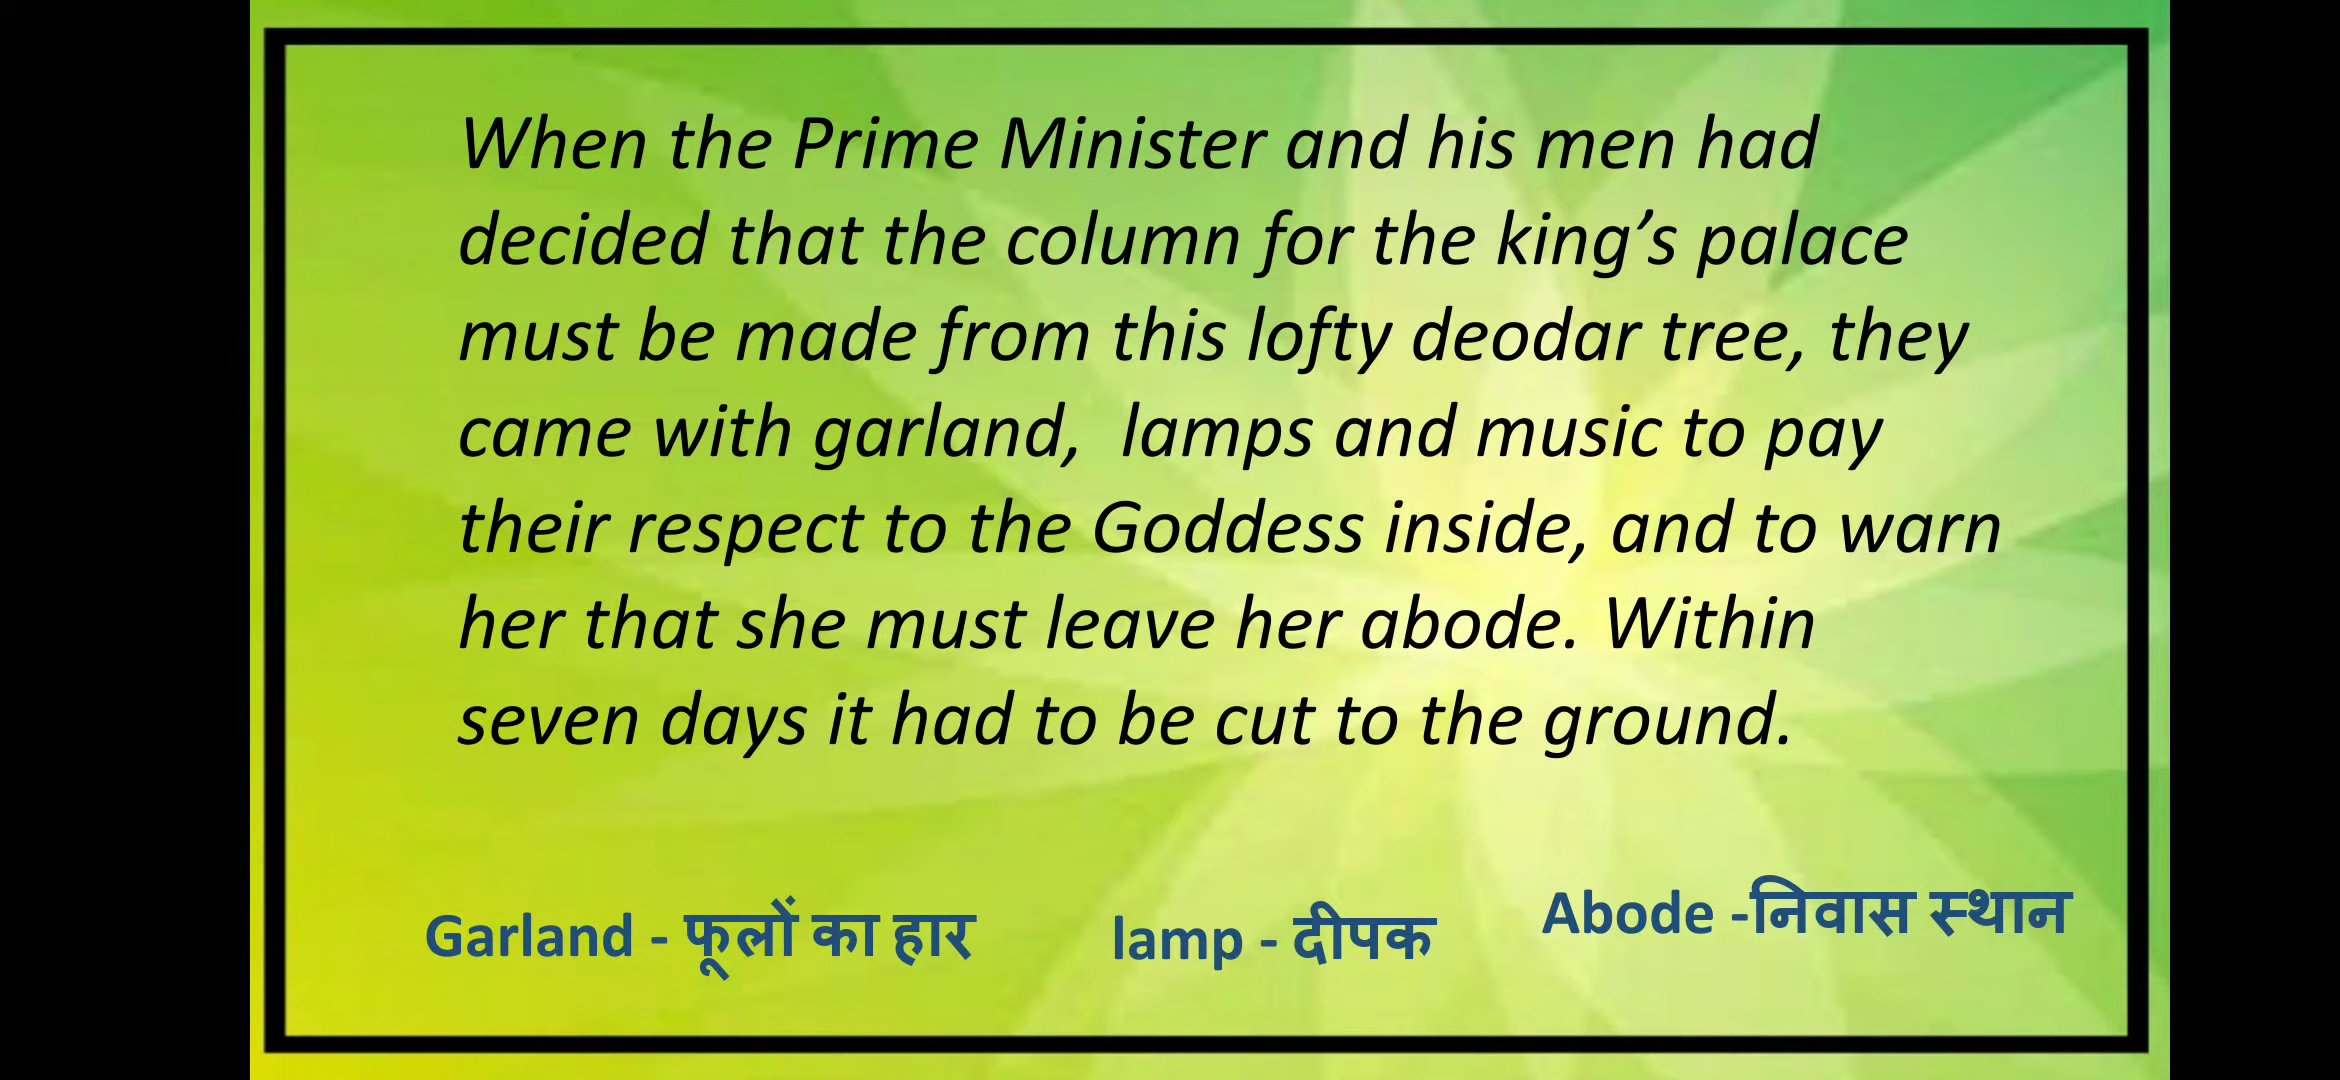 When the Prime Minister and his men had
decided that the column for the king’s palace
must be made from this lofty deodar tree, they
came with garland,  lamps and music to pay
their respect to the Goddess inside, and to warn
her that she must leave her abode. Within
seven days it had to be cut to the ground.
Garland - फूलों का हार
lamp - दीपक
Abode -निवास स्थान